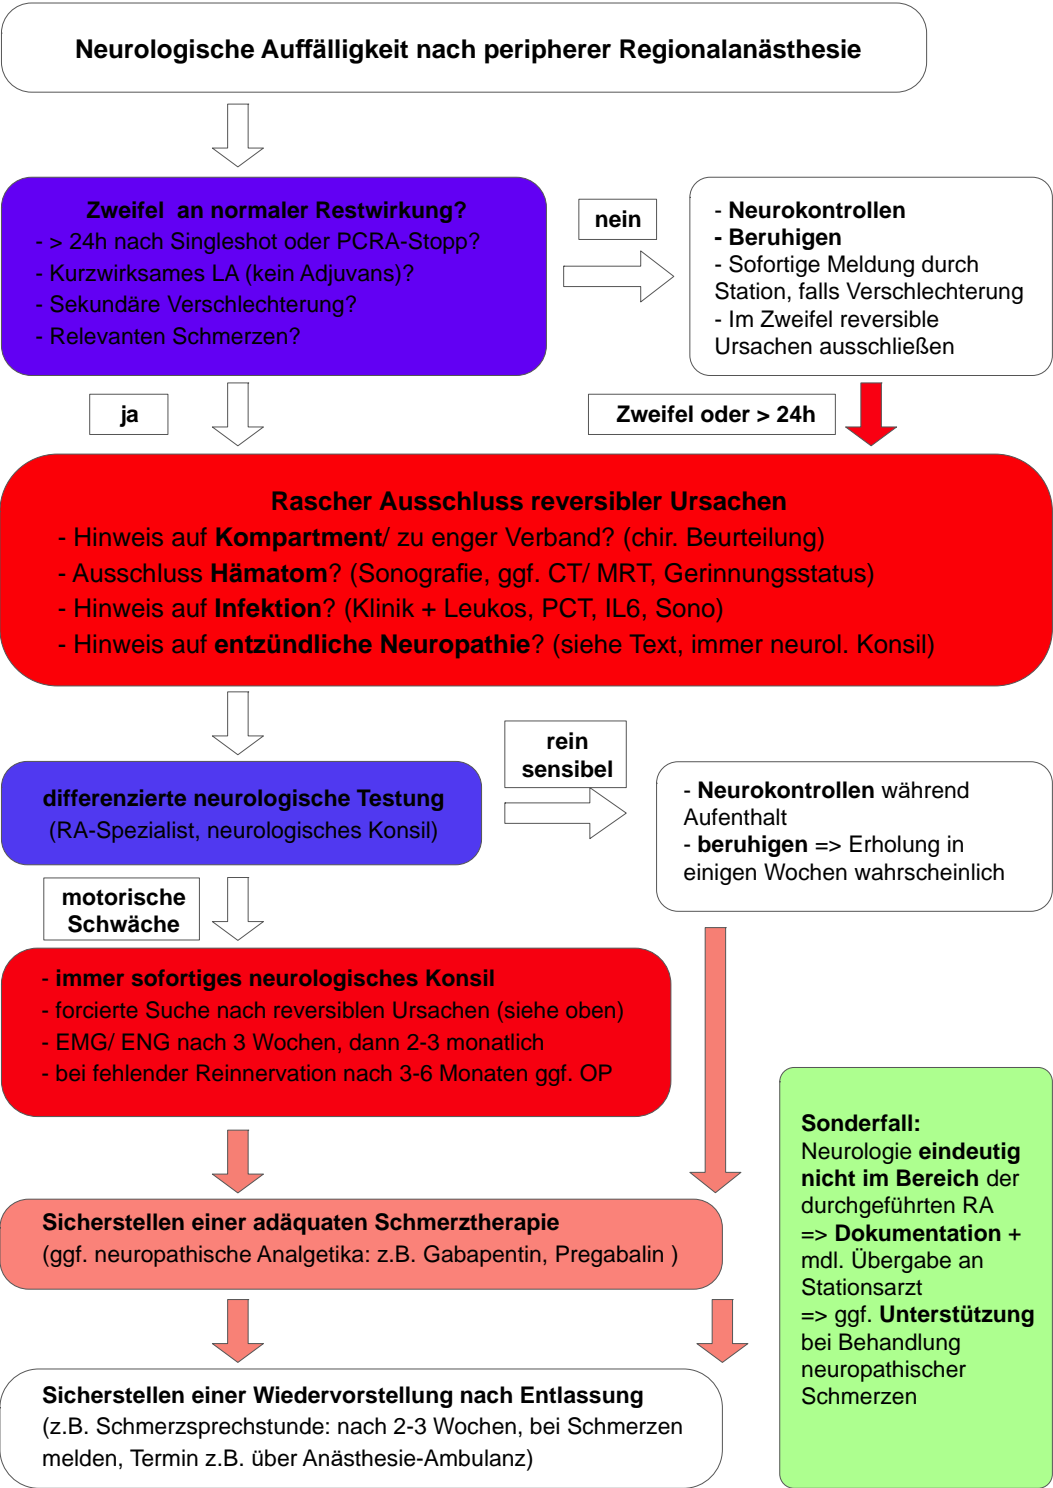 Neurologische Auffälligkeit nach peripherer Regionalanästhesie
Zweifel an normaler Restwirkung?
- > 24h nach Singleshot oder PCRA-Stopp?
- Kurzwirksames LA (kein Adjuvans)?
- Sekundäre Verschlechterung?
- Relevanten Schmerzen?
nein
- Neurokontrollen
- Beruhigen
- Sofortige Meldung durch
Station, falls Verschlechterung
- Im Zweifel reversible
Ursachen ausschließen
ja
Zweifel oder > 24h
Rascher Ausschluss reversibler Ursachen
- Hinweis auf Kompartment/ zu enger Verband? (chir. Beurteilung)
- Ausschluss Hämatom? (Sonografie, ggf. CT/ MRT, Gerinnungsstatus)
- Hinweis auf Infektion? (Klinik + Leukos, PCT, IL6, Sono)
- Hinweis auf entzündliche Neuropathie? (siehe Text, immer neurol. Konsil)
differenzierte neurologische Testung
(RA-Spezialist, neurologisches Konsil)
rein
sensibel
- Neurokontrollen während
Aufenthalt
- beruhigen => Erholung in
einigen Wochen wahrscheinlich
motorische
Schwäche
- immer sofortiges neurologisches Konsil
- forcierte Suche nach reversiblen Ursachen (siehe oben)
- EMG/ ENG nach 3 Wochen, dann 2-3 monatlich
- bei fehlender Reinnervation nach 3-6 Monaten ggf. OP
Sicherstellen einer adäquaten Schmerztherapie
(ggf. neuropathische Analgetika: z.B. Gabapentin, Pregabalin )
Sicherstellen einer Wiedervorstellung nach Entlassung
(z.B. Schmerzsprechstunde: nach 2-3 Wochen, bei Schmerzen
melden, Termin z.B. über Anästhesie-Ambulanz)
Sonderfall:
Neurologie eindeutig
nicht im Bereich der
durchgeführten RA
=> Dokumentation +
mdl. Übergabe an
Stationsarzt
=> ggf. Unterstützung
bei Behandlung
neuropathischer
Schmerzen